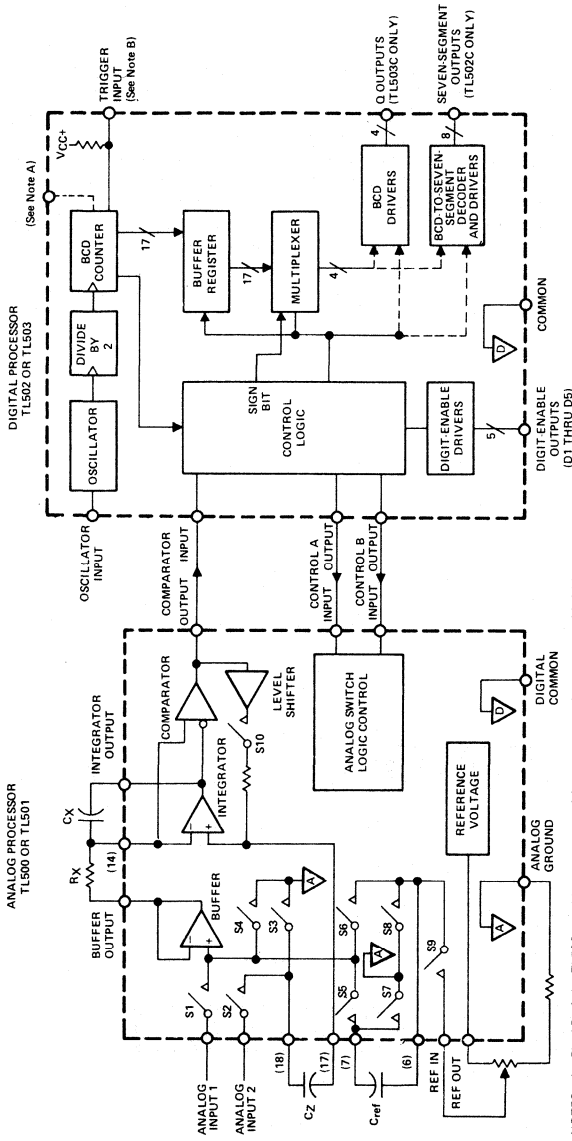 ANALOG PROCESSOR
TL500 OR TL501
DIGITAL PROCESSOR
TL502 OR TL503
BUFFER
OUTPUT
RX
(14)
CX
INTEGRATOR
OUTPUT
ANALOG
INPUT 1
ANALOG
INPUT 2
S1
S2
BUFFER
S4
S3
A
INTEGRATOR
COMPARATOR
LEVEL
SHIFTER
S10
COMPARATOR
OUTPUT
INPUT
(18)
CZ
(17)
(7)
Cref
(6)
S5
S6
A
S7
S8
S9
REF IN
REF OUT
ANALOG SWITCH
LOGIC CONTROL
CONTROL A
INPUT
OUTPUT
CONTROL B
INPUT
OUTPUT
REFERENCE
VOLTAGE
A
ANALOG
GROUND
D
DIGITAL
COMMON
OSCILLATOR
INPUT
OSCILLATOR
DIVIDE
BY
2
BCD
COUNTER
(See Note A)
VCC+
TRIGGER
INPUT
(See Note B)
17
BUFFER
REGISTER
17
MULTIPLEXER
4
SIGN
BIT
CONTROL
LOGIC
BCD
DRIVERS
4
Q OUTPUTS
(TL503C ONLY)
BCD-TO-SEVEN-
SEGMENT
DECODER
AND DRIVERS
8
SEVEN-SEGMENT
OUTPUTS
(TL502C ONLY)
DIGIT-ENABLE
DRIVERS
5
DIGIT-ENABLE
OUTPUTS
(D1 THRU D5)
D
COMMON